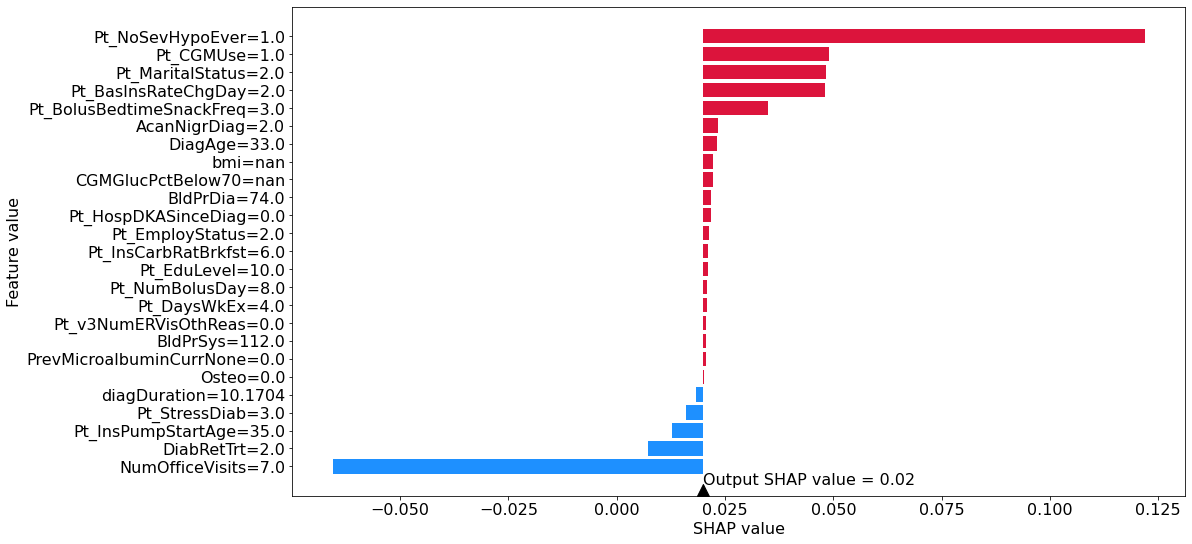 Pt_NoSevHypoEver=1.0
Pt_CGMUse=1.0
Pt_MaritalStatus=2.0
Pt_BasInsRateChgDay=2.0
Pt_BolusBedtimeSnackFreq=3.0
AcanNigrDiag=2.0
DiagAge=33.0
bmi=nan
CGMGlucPctBelow70=nan
BldPrDia=74.0
Pt_HospDKASinceDiag=0.0
Pt_EmployStatus=2.0
Pt_InsCarbRatBrkfst=6.0
Pt_EduLevel=10.0
Pt_NumBolusDay=8.0
Pt_DaysWkEx=4.0
Pt_v3NumERVisOthReas=0.0
BldPrSys=112.0
PrevMicroalbuminCurrNone=0.0
Osteo=0.0
diagDuration=10.1704
Pt_StressDiab=3.0
Pt_InsPumpStartAge=35.0
DiabRetTrt=2.0
NumOfficeVisits=7.0
Feature value
Output SHAP value = 0.02
−0.050 −0.025 0.000 0.025 0.050 0.075 0.100 0.125
SHAP value